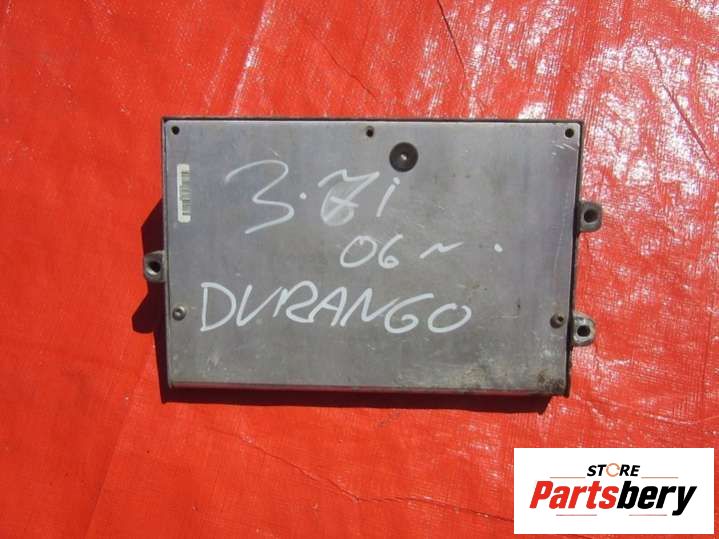 3.7i
06 ~.
DURANGO
STORE
Partsbery